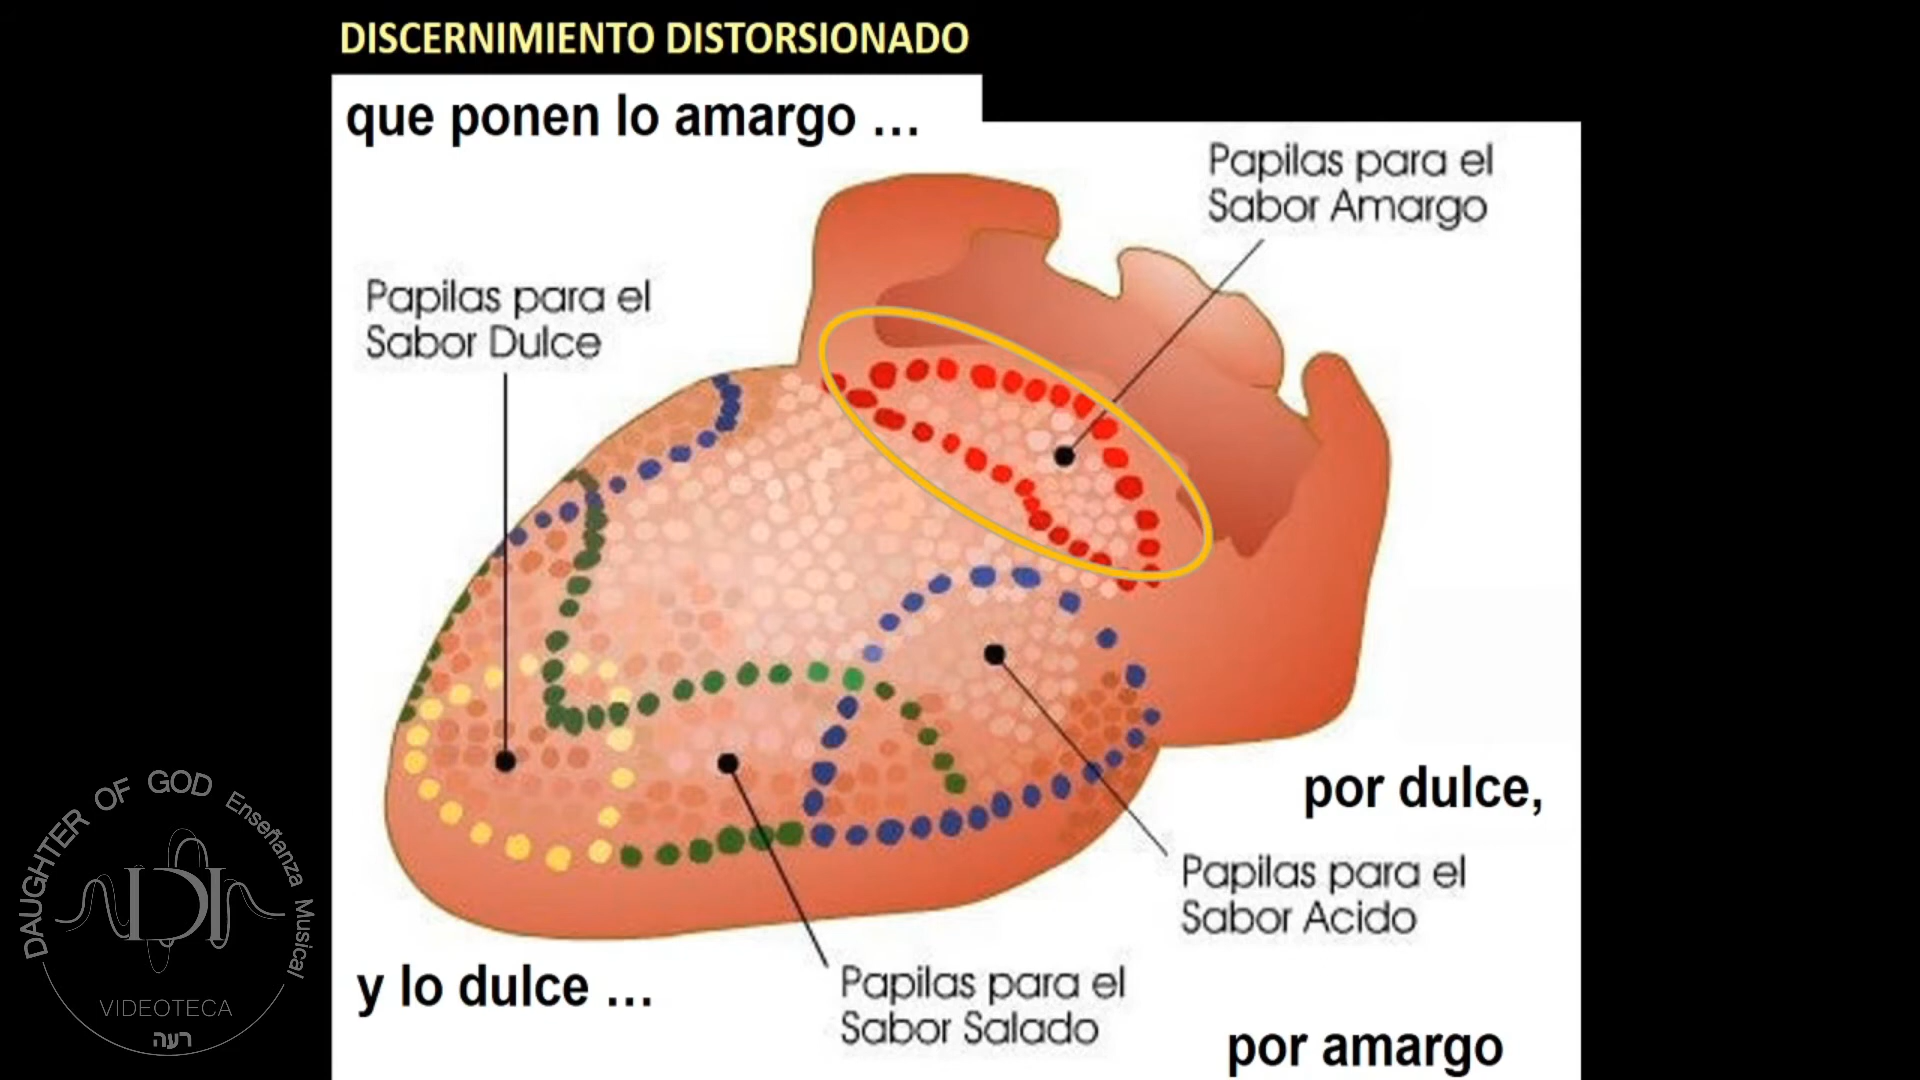 DISCERNIMIENTO DISTORSIONADO
que ponen lo amargo ...
Papilas para el
Sabor Amargo
Papilas para el
Sabor Dulce
por dulce,
Papilas para el
Sabor Acido
y lo dulce ...
Papilas para el
Sabor Salado
por amargo
DAUGHTER OF GOD Enseñanza Musical
VIDEOTECA
רעה